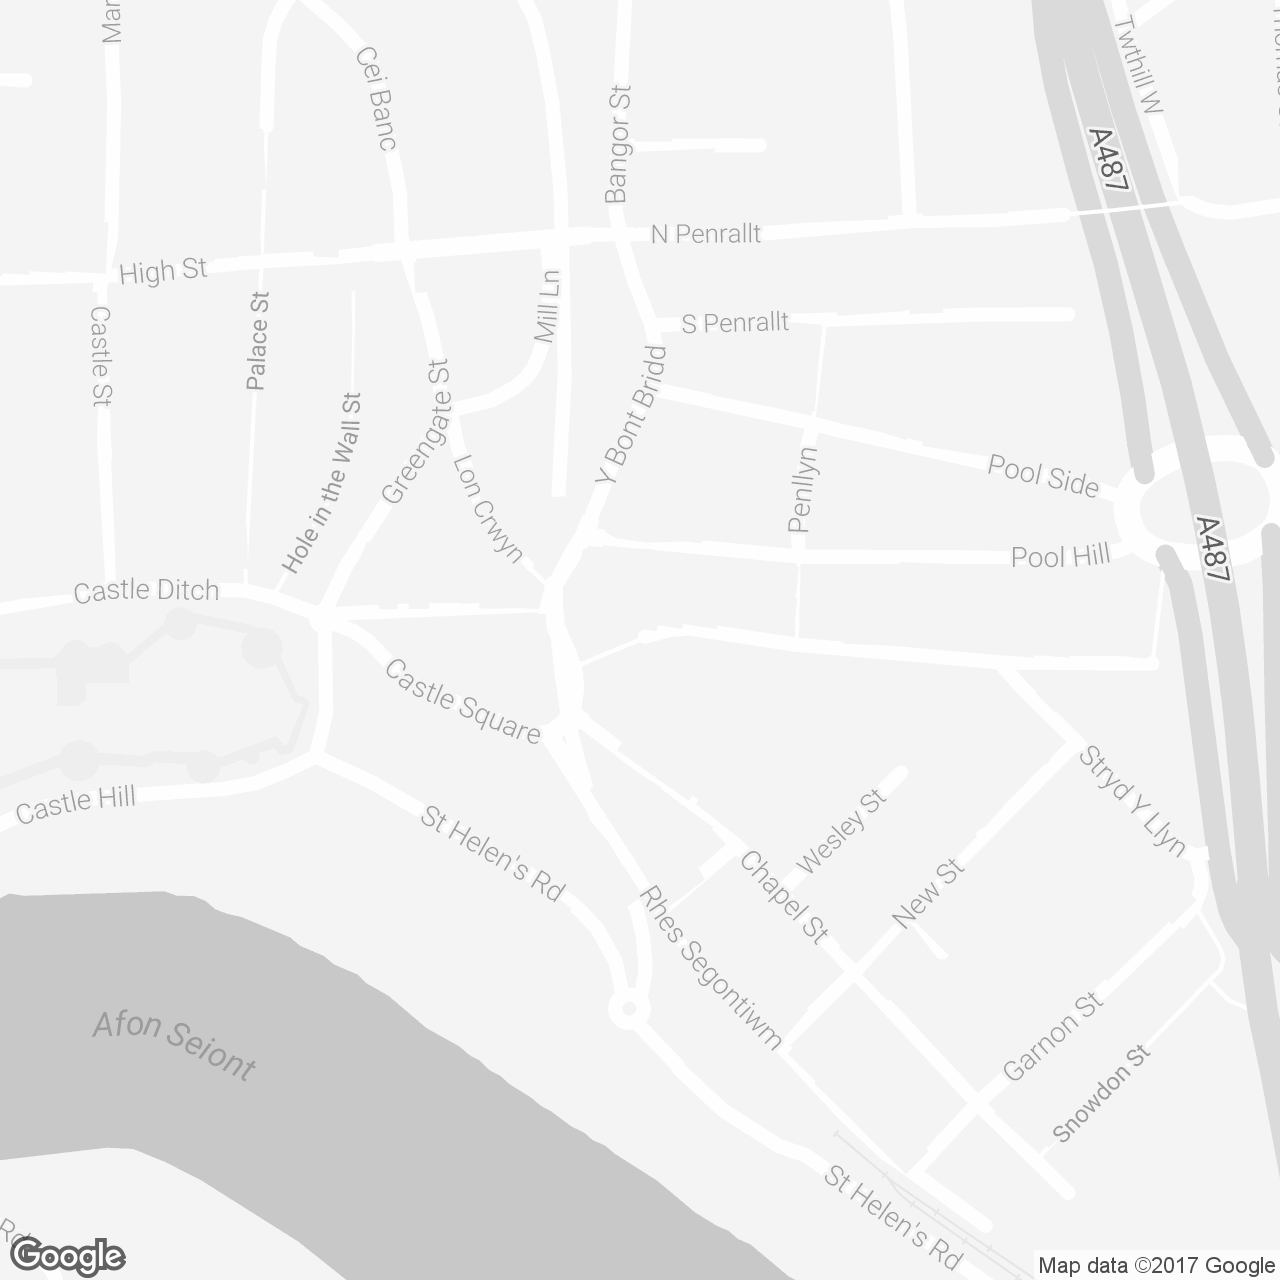 Cei Banc
Bangor St
Twthill W
A487
N Penrallt
High St
Mill Ln
Palace St
Castle St
S Penrallt
Y Bont Bridd
Greengate St
Hole in the Wall St
Lon Crwyn
Penllyn
Pool Side
A487
Pool Hill
Castle Ditch
Castle Square
Castle Hill
St Helen's Rd
Wesley St
Stryd Y Llyn
New St
Chapel St
Rhes Segontiwm
Afon Seiont
Garnon St
Snowdon St
St Helen's Rd
Rd
Google
Map data ©2017 Google